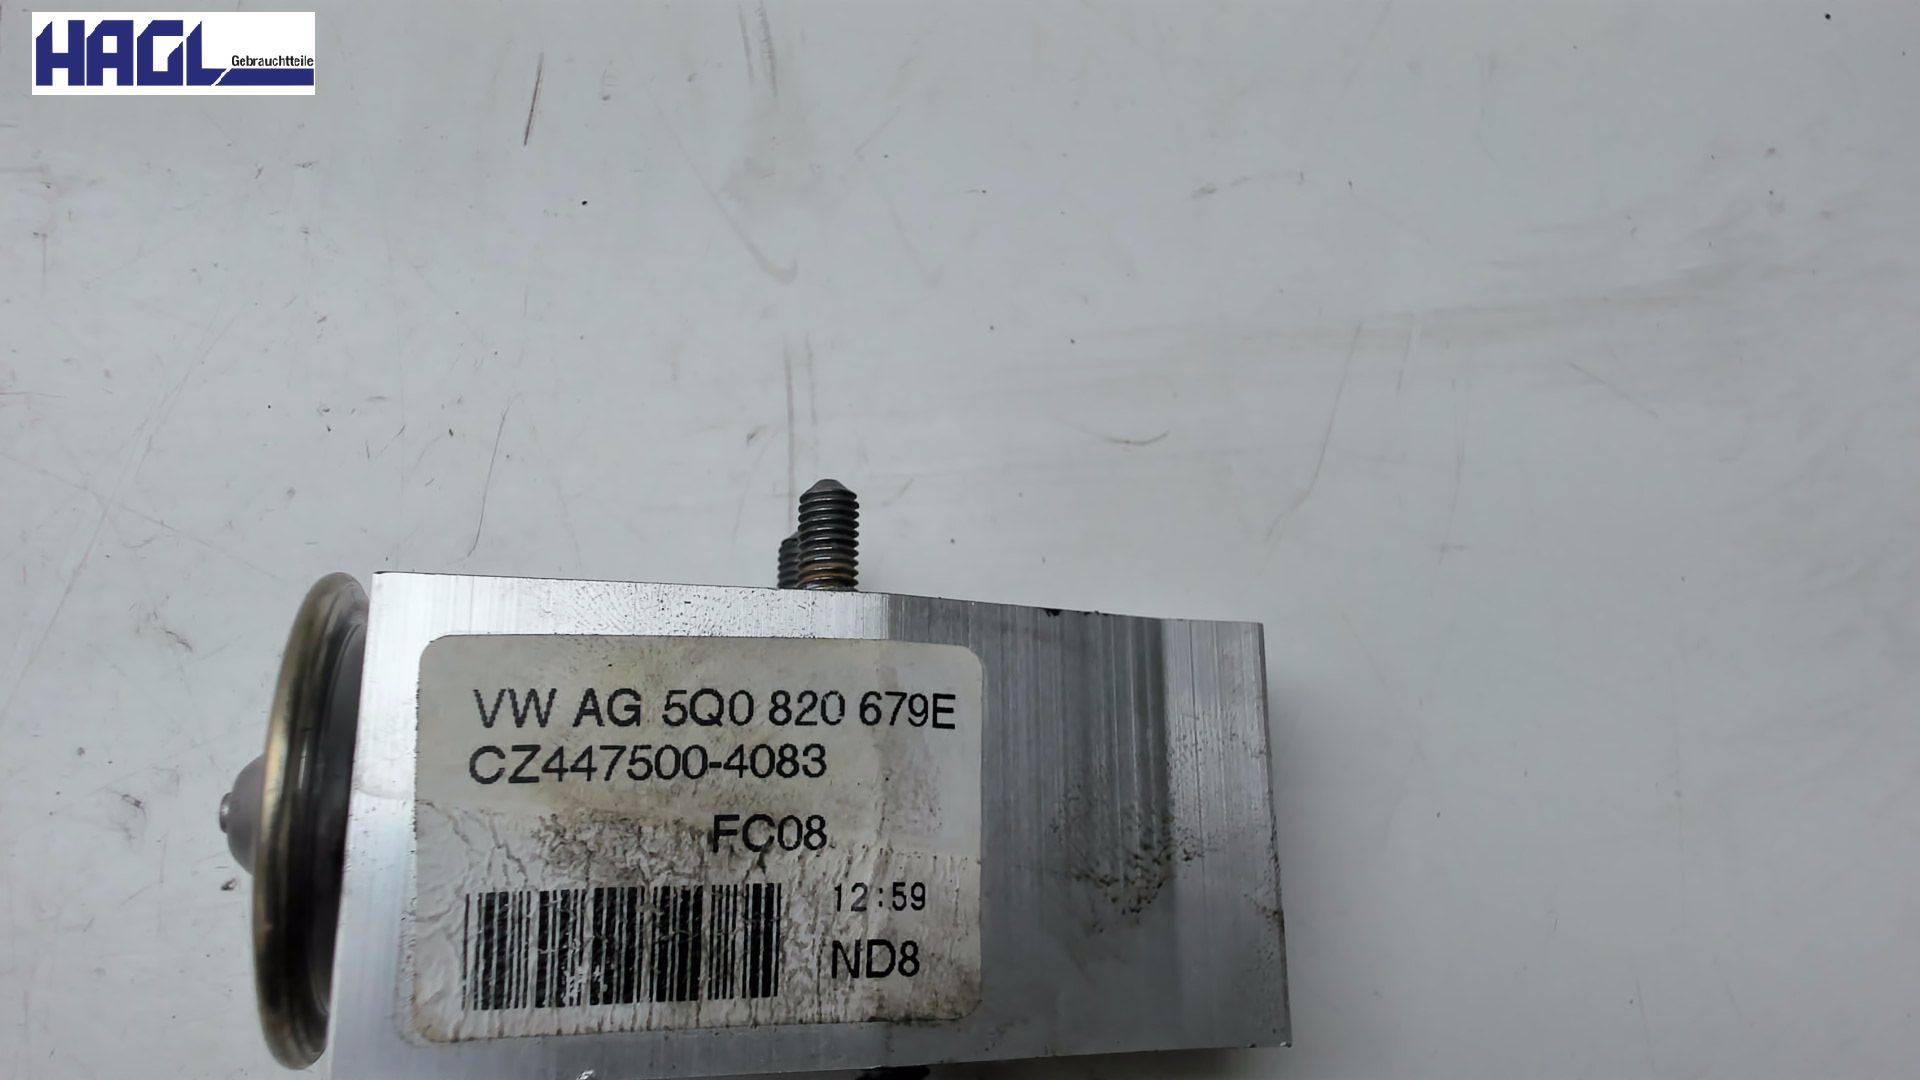 HAGL
Gebrauchtteile
VW AG 5Q0 820 679E
CZ447500-4083
FC08
12:59
ND8